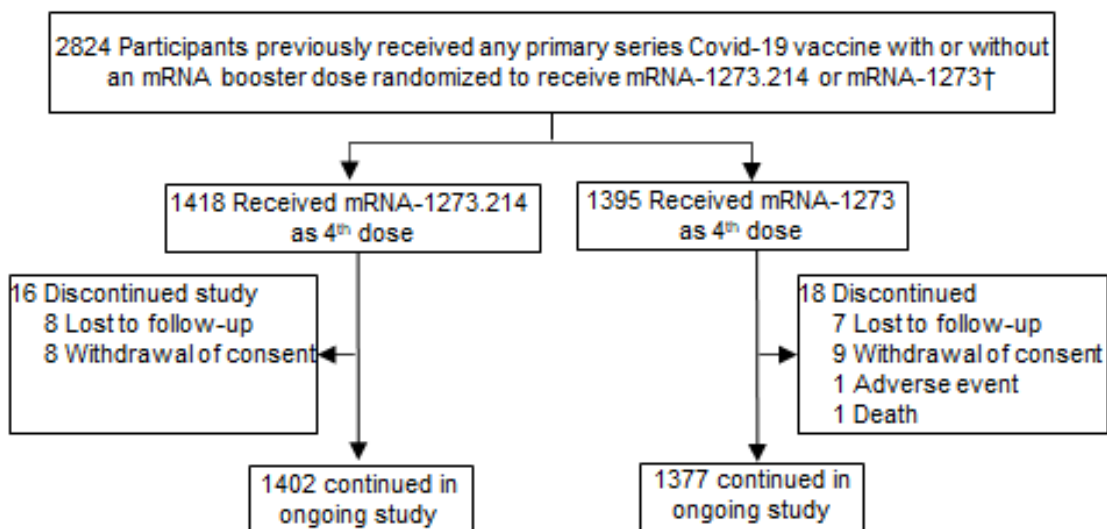 2824 Participants previously received any primary series Covid-19 vaccine with or without
an mRNA booster dose randomized to receive mRNA-1273.214 or mRNA-1273†
1418 Received mRNA-1273.214
as 4th dose
1395 Received mRNA-1273
as 4th dose
16 Discontinued study
8 Lost to follow-up
8 Withdrawal of consent
18 Discontinued
7 Lost to follow-up
9 Withdrawal of consent
1 Adverse event
1 Death
1402 continued in
ongoing study
1377 continued in
ongoing study